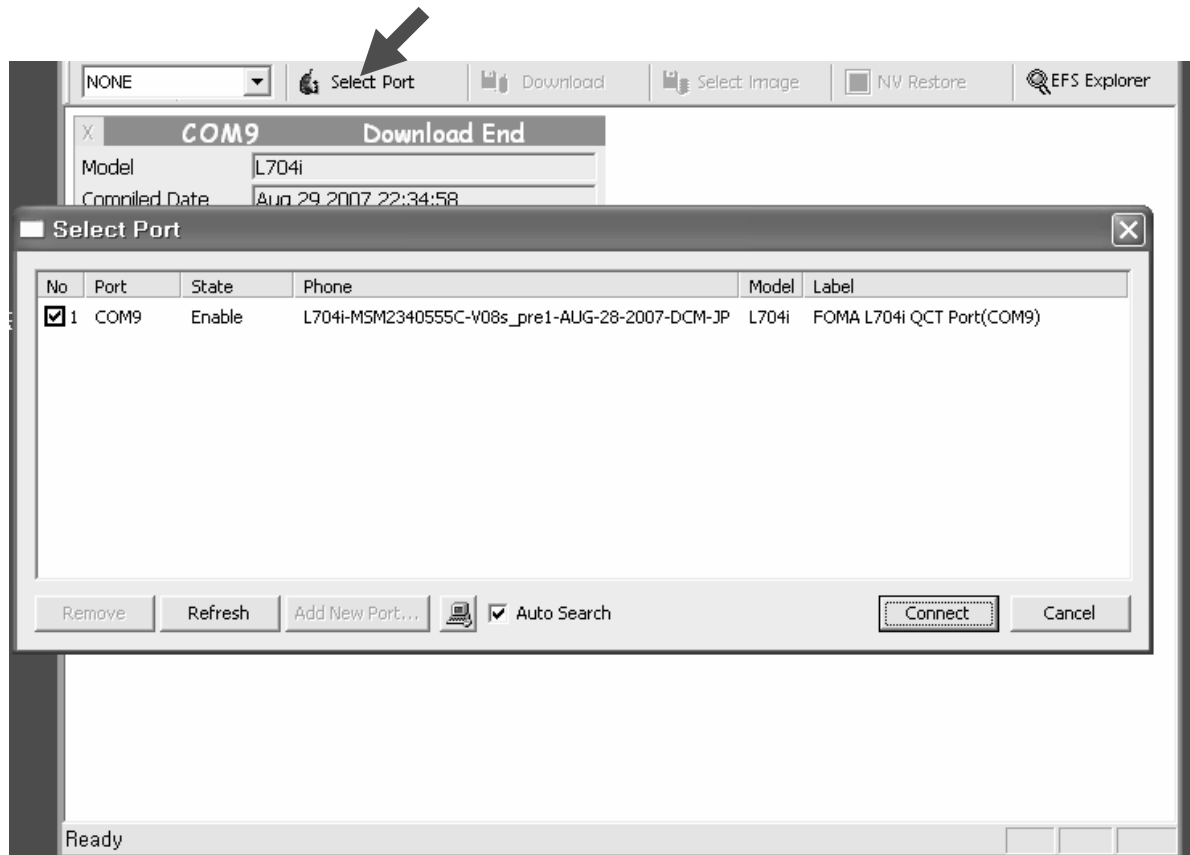 NONE Select Port Download Select Image NV Restore EFS Explorer
X COM9 Download End
Model L704i
Compiled Date Aug 29 2007 22:34:58
Select Port
No Port State Phone Model Label
1 COM9 Enable L704i-MSM2340555C-V08s_pre1-AUG-28-2007-DCM-JP L704i FOMA L704i QCT Port(COM9)
Remove Refresh Add New Port... Auto Search Connect Cancel
Ready